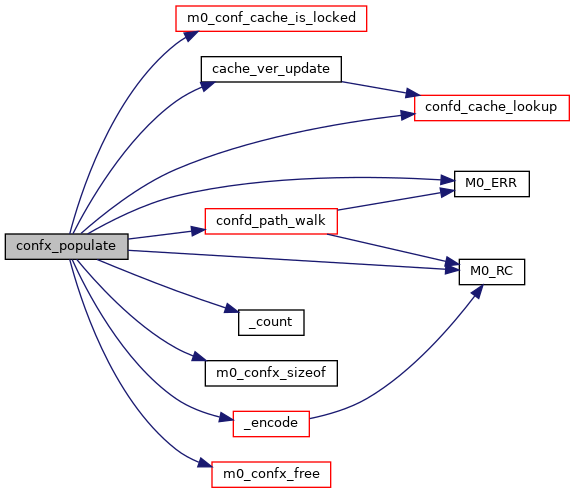 m0_conf_cache_is_locked
cache_ver_update
confd_cache_lookup
M0_ERR
confd_path_walk
confx_populate
M0_RC
_count
m0_confx_sizeof
_encode
m0_confx_free